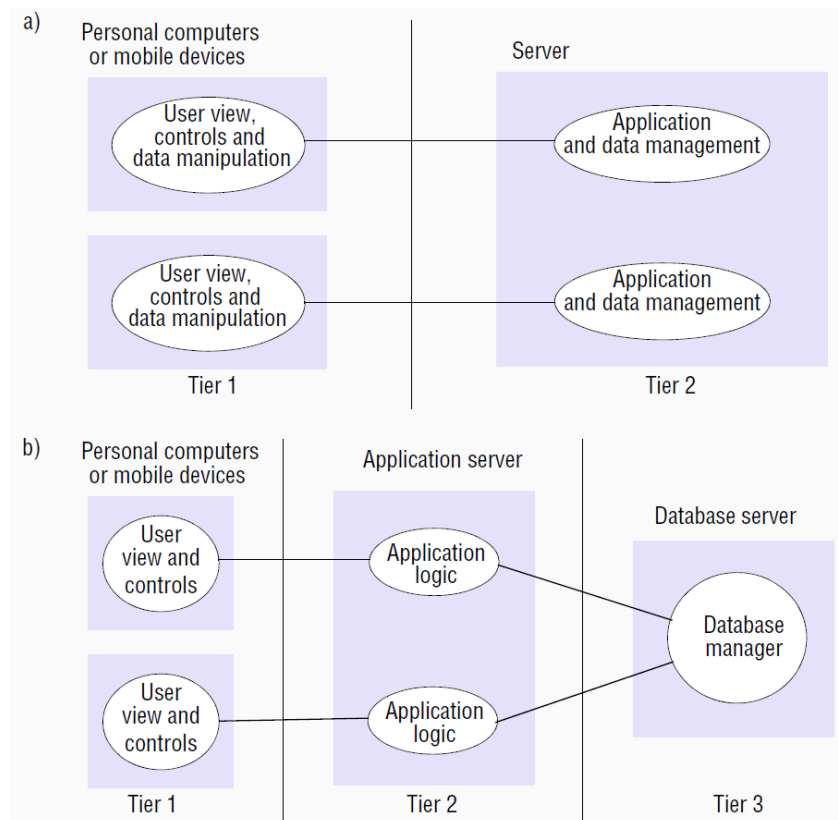 a)
Personal computers
or mobile devices
Server
User view,
controls and
data manipulation
Application
and data management
User view,
controls and
data manipulation
Application
and data management
Tier 1
Tier 2
b)
Personal computers
or mobile devices
Application server
Database server
User
view and
controls
Application
logic
Database
manager
User
view and
controls
Application
logic
Tier 1
Tier 2
Tier 3